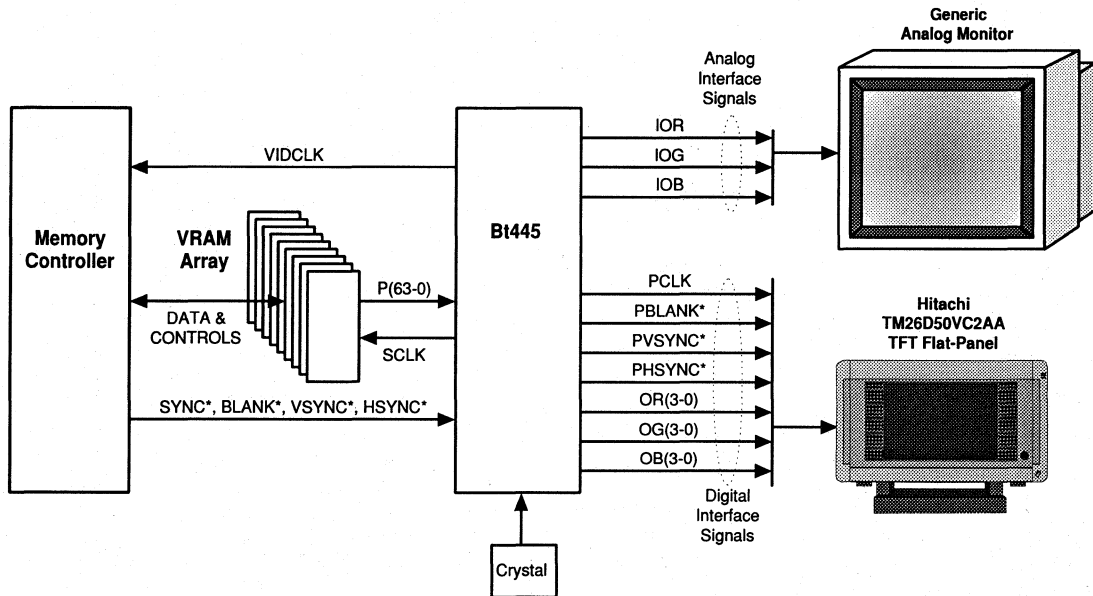 Generic
Analog Monitor
Analog
Interface
Signals
IOR
VIDCLK
IOG
IOB
Memory
Controller
VRAM
Array
Bt445
P(63-0)
DATA &
CONTROLS
SCLK
SYNC*, BLANK*, VSYNC*, HSYNC*
PCLK
PBLANK*
PVSYNC*
PHSYNC*
OR(3-0)
OG(3-0)
OB(3-0)
Hitachi
TM26D50VC2AA
TFT Flat-Panel
Digital
Interface
Signals
Crystal